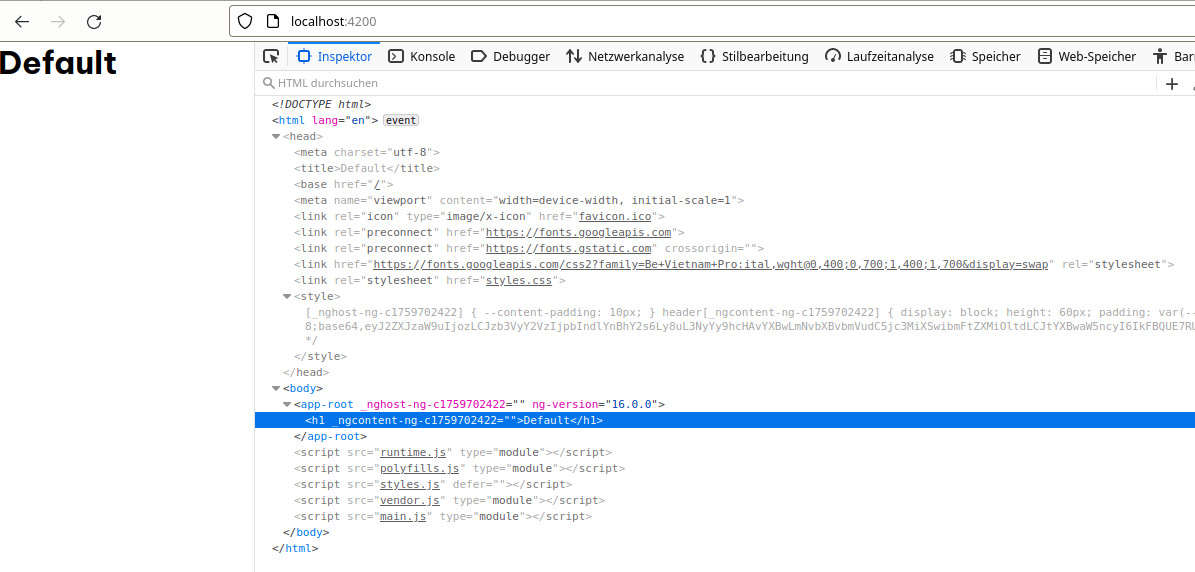 localhost:4200
Default
Inspektor Konsole Debugger Netzwerkanalyse {} Stilbearbeitung Laufzeitanalyse Speicher Web-Speicher Bar
HTML durchsuchen +
<!DOCTYPE html>
<html lang="en"> event
<head>
<meta charset="utf-8">
<title>Default</title>
<base href="/">
<meta name="viewport" content="width=device-width, initial-scale=1">
<link rel="icon" type="image/x-icon" href="favicon.ico">
<link rel="preconnect" href="https://fonts.googleapis.com">
<link rel="preconnect" href="https://fonts.gstatic.com" crossorigin="">
<link href="https://fonts.googleapis.com/css2?family=Be+Vietnam+Pro:ital,wght@0,400;0,700;1,400;1,700&display=swap" rel="stylesheet">
<link rel="stylesheet" href="styles.css">
<style>
[_nghost-ng-c1759702422] { --content-padding: 10px; } header[_ngcontent-ng-c1759702422] { display: block; height: 60px; padding: var(--
*/
</style>
</head>
<body>
<app-root _nghost-ng-c1759702422="" ng-version="16.0.0">
<h1 _ngcontent-ng-c1759702422="">Default</h1>
</app-root>
<script src="runtime.js" type="module"></script>
<script src="polyfills.js" type="module"></script>
<script src="styles.js" defer=""></script>
<script src="vendor.js" type="module"></script>
<script src="main.js" type="module"></script>
</body>
</html>